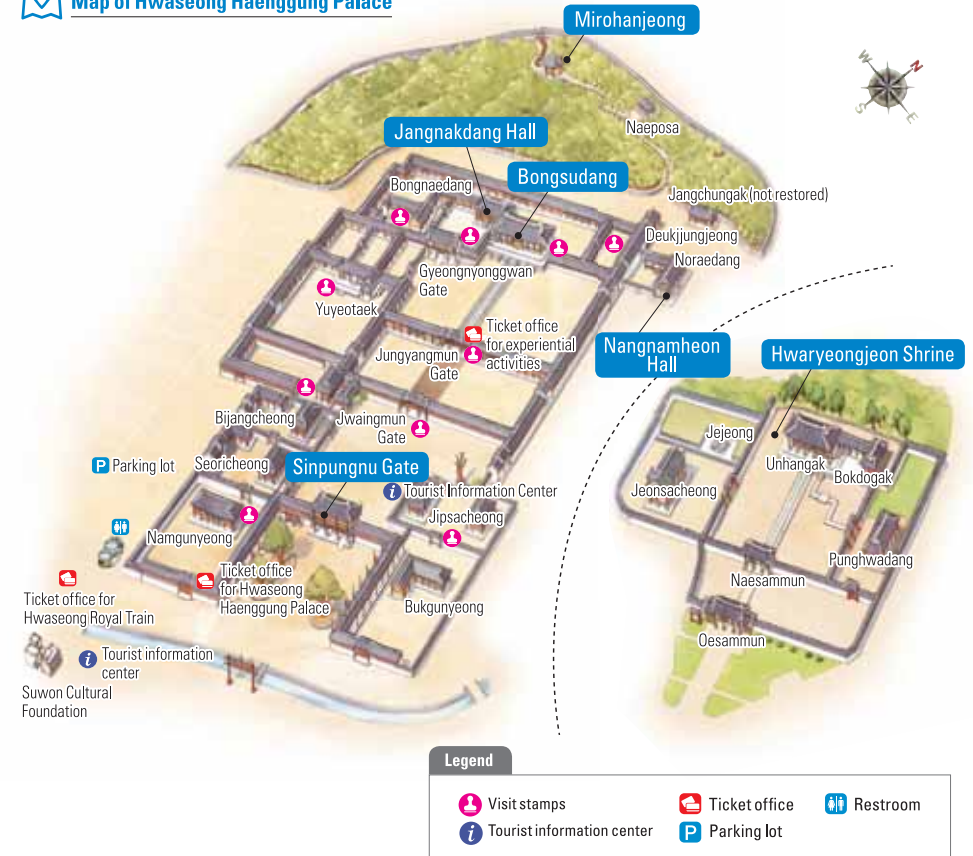 Map of Hwaseong Haenggung Palace
Mirohanjeong
W
N
S
E
Naeposa
Jangnakdang Hall
Bongsudang
Bongnaedang
Jangchungak (not restored)
Deukjjungjeong
Noraedang
Gyeongnyonggwan
Gate
Yuyeotaek
Ticket office
for experiential
activities
Jungyangmun
Gate
Nangnamheon
Hall
Hwaryeongjeon Shrine
Bijangcheong
Jwaingmun
Gate
Jejeong
Unhangak
Bokdogak
Jeonsacheong
P Parking lot
Seoricheong
Sinpungnu Gate
i Tourist Information Center
Jipsacheong
Namgunyeong
Punghwadang
Naesammun
Ticket office
for Hwaseong
Haenggung Palace
Bukgunyeong
Ticket office for
Hwaseong Royal Train
Oesammun
i Tourist information
center
Suwon Cultural
Foundation
Legend
Visit stamps
Ticket office
Restroom
i Tourist information center
P Parking lot